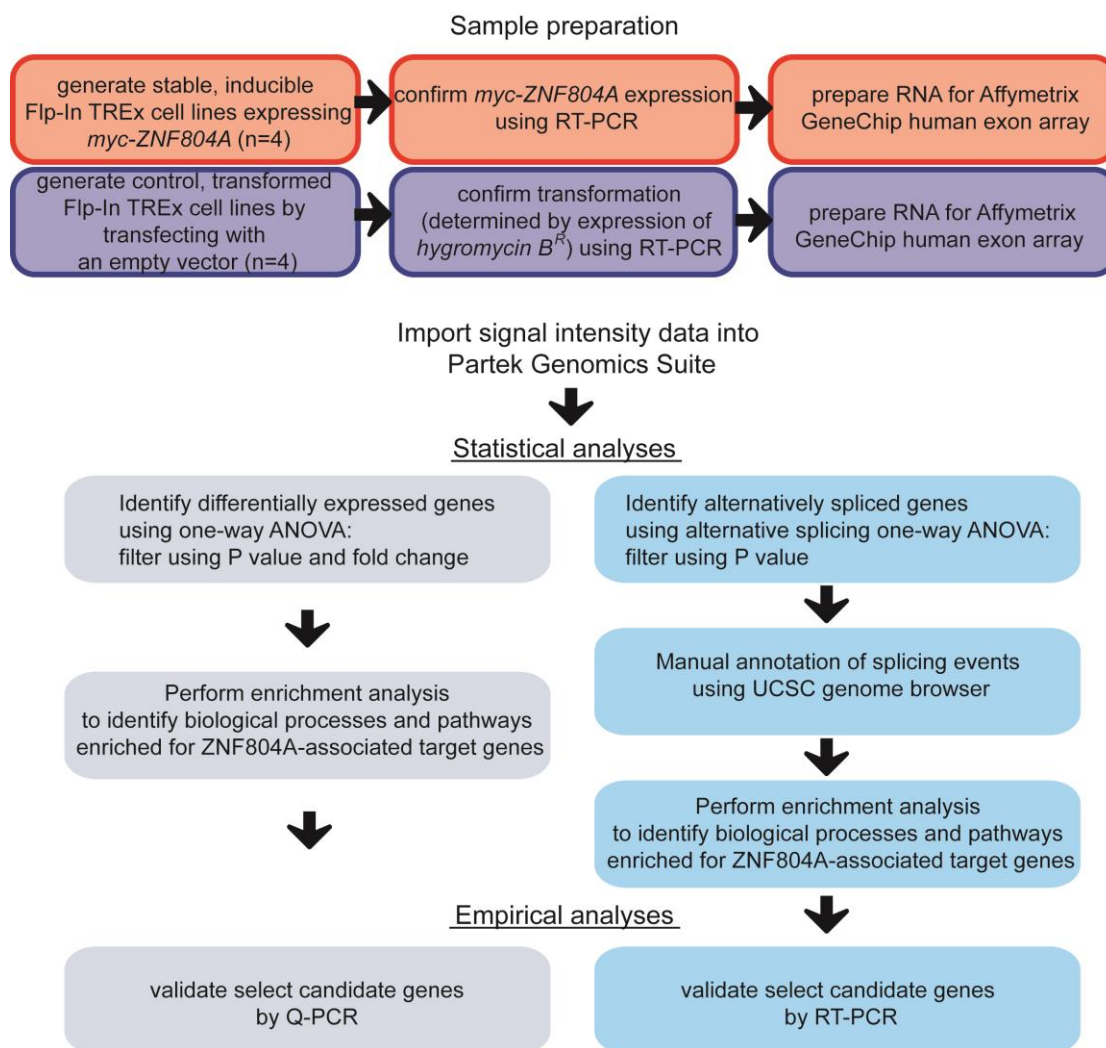 Sample preparation
generate stable, inducible
Flp-In TREx cell lines expressing
myc-ZNF804A (n=4)
confirm myc-ZNF804A expression
using RT-PCR
prepare RNA for Affymetrix
GeneChip human exon array
generate control, transformed
Flp-In TREx cell lines by
transfecting with
an empty vector (n=4)
confirm transformation
(determined by expression of
hygromycin Bᴿ) using RT-PCR
prepare RNA for Affymetrix
GeneChip human exon array
Import signal intensity data into
Partek Genomics Suite
Statistical analyses
Identify differentially expressed genes
using one-way ANOVA:
filter using P value and fold change
Identify alternatively spliced genes
using alternative splicing one-way ANOVA:
filter using P value
Manual annotation of splicing events
using UCSC genome browser
Perform enrichment analysis
to identify biological processes and pathways
enriched for ZNF804A-associated target genes
Perform enrichment analysis
to identify biological processes and pathways
enriched for ZNF804A-associated target genes
Empirical analyses
validate select candidate genes
by Q-PCR
validate select candidate genes
by RT-PCR